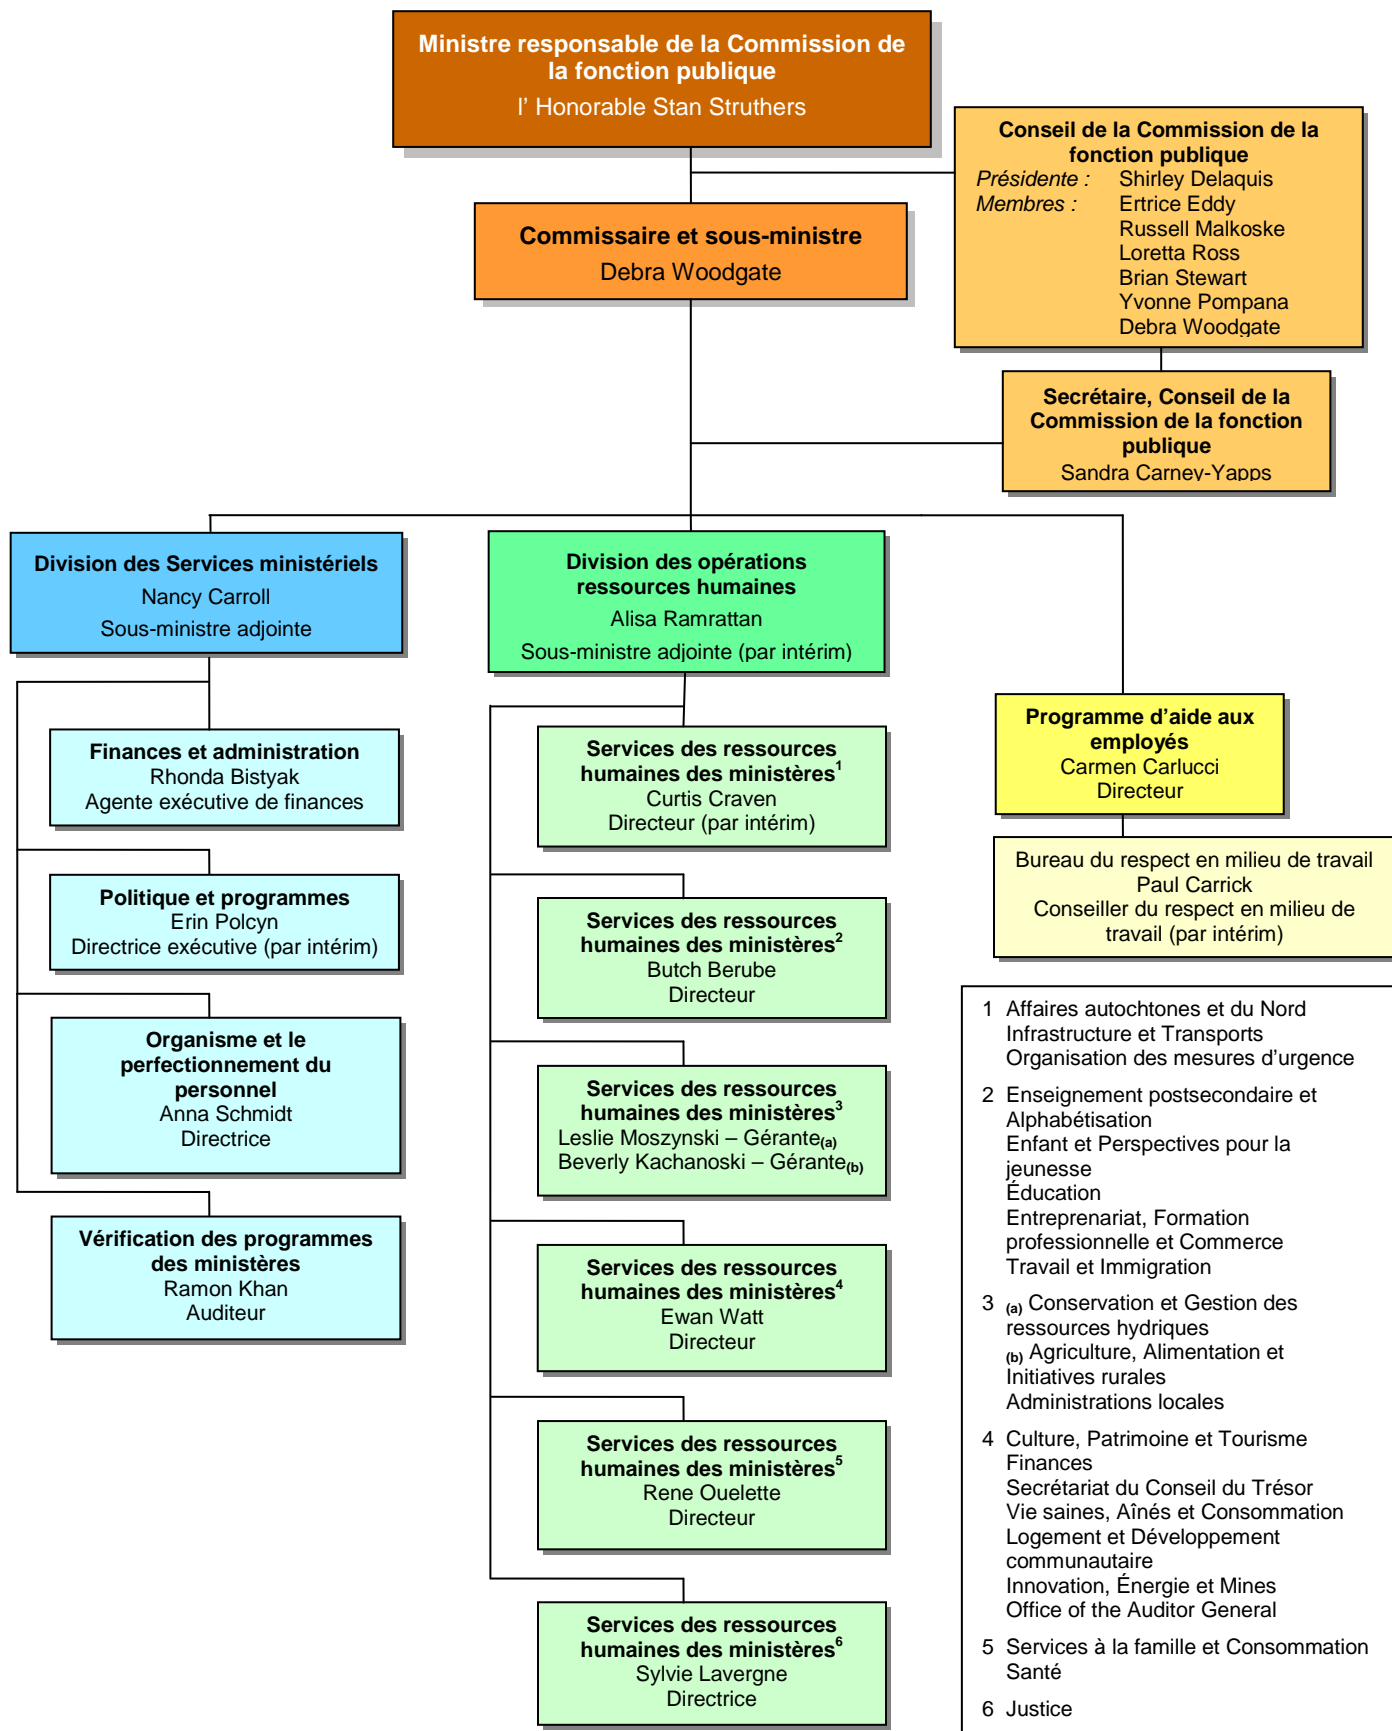 Ministre responsable de la Commission de
la fonction publique
l' Honorable Stan Struthers
Conseil de la Commission de la
fonction publique
Présidente : Shirley Delaquis
Membres : Ertrice Eddy
Russell Malkoske
Loretta Ross
Brian Stewart
Yvonne Pompana
Debra Woodgate
Commissaire et sous-ministre
Debra Woodgate
Secrétaire, Conseil de la
Commission de la fonction
publique
Sandra Carney-Yapps
Division des Services ministériels
Nancy Carroll
Sous-ministre adjointe
Finances et administration
Rhonda Bistyak
Agente exécutive de finances
Politique et programmes
Erin Polcyn
Directrice exécutive (par intérim)
Organisme et le
perfectionnement du
personnel
Anna Schmidt
Directrice
Vérification des programmes
des ministères
Ramon Khan
Auditeur
Division des opérations
ressources humaines
Alisa Ramrattan
Sous-ministre adjointe (par intérim)
Services des ressources
humaines des ministères1
Curtis Craven
Directeur (par intérim)
Services des ressources
humaines des ministères2
Butch Berube
Directeur
Services des ressources
humaines des ministères3
Leslie Moszynski – Gérante(a)
Beverly Kachanoski – Gérante(b)
Services des ressources
humaines des ministères4
Ewan Watt
Directeur
Services des ressources
humaines des ministères5
Rene Ouelette
Directeur
Services des ressources
humaines des ministères6
Sylvie Lavergne
Directrice
Programme d'aide aux
employés
Carmen Carlucci
Directeur
Bureau du respect en milieu de travail
Paul Carrick
Conseiller du respect en milieu de
travail (par intérim)
1 Affaires autochtones et du Nord
Infrastructure et Transports
Organisation des mesures d'urgence
2 Enseignement postsecondaire et
Alphabétisation
Enfant et Perspectives pour la
jeunesse
Éducation
Entreprenariat, Formation
professionnelle et Commerce
Travail et Immigration
3 (a) Conservation et Gestion des
ressources hydriques
(b) Agriculture, Alimentation et
Initiatives rurales
Administrations locales
4 Culture, Patrimoine et Tourisme
Finances
Secrétariat du Conseil du Trésor
Vie saines, Aînés et Consommation
Logement et Développement
communautaire
Innovation, Énergie et Mines
Office of the Auditor General
5 Services à la famille et Consommation
Santé
6 Justice